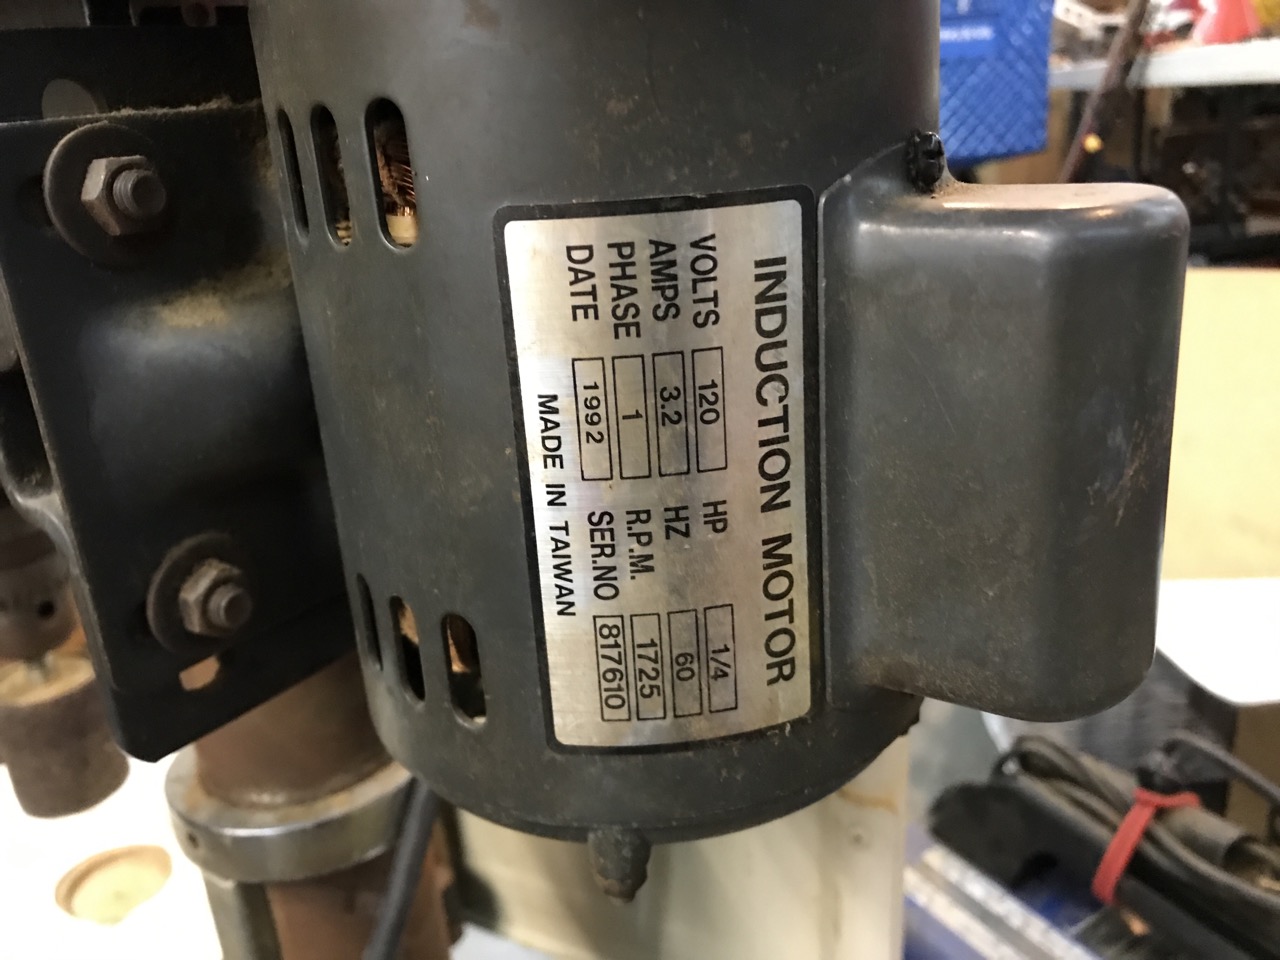 INDUCTION MOTOR
VOLTS 120 HP 1/4
AMPS 3.2 HZ 60
PHASE 1 R.P.M. 1725
DATE 1992 SER.NO 817610
MADE IN TAIWAN